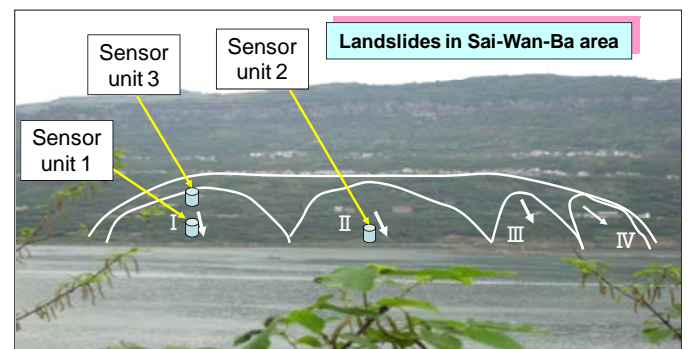 Landslides in Sai-Wan-Ba area
Sensor
unit 3
Sensor
unit 2
Sensor
unit 1
I
II
III
IV